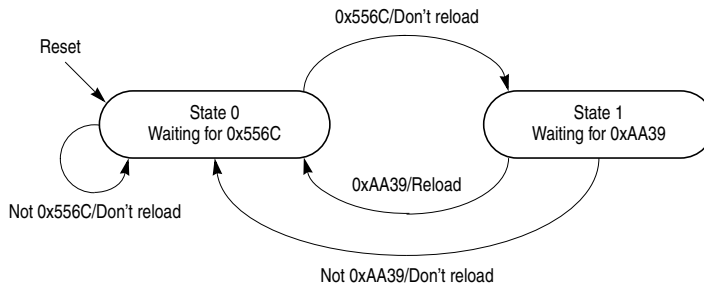 0x556C/Don't reload
Reset
State 0
Waiting for 0x556C
State 1
Waiting for 0xAA39
0xAA39/Reload
Not 0x556C/Don't reload
Not 0xAA39/Don't reload